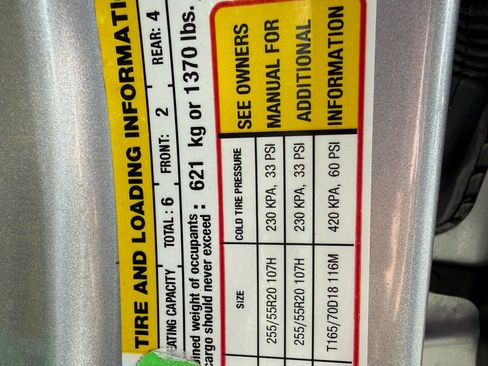 TIRE AND LOADING INFORMATI
ATING CAPACITY TOTAL : 6 FRONT: 2 REAR: 4
ined weight of occupants : 621 kg or 1370 lbs.
cargo should never exceed
SIZE COLD TIRE PRESSURE SEE OWNERS
255/55R20 107H 230 KPA, 33 PSI MANUAL FOR
255/55R20 107H 230 KPA, 33 PSI ADDITIONAL
T165/70D18 116M 420 KPA, 60 PSI INFORMATION